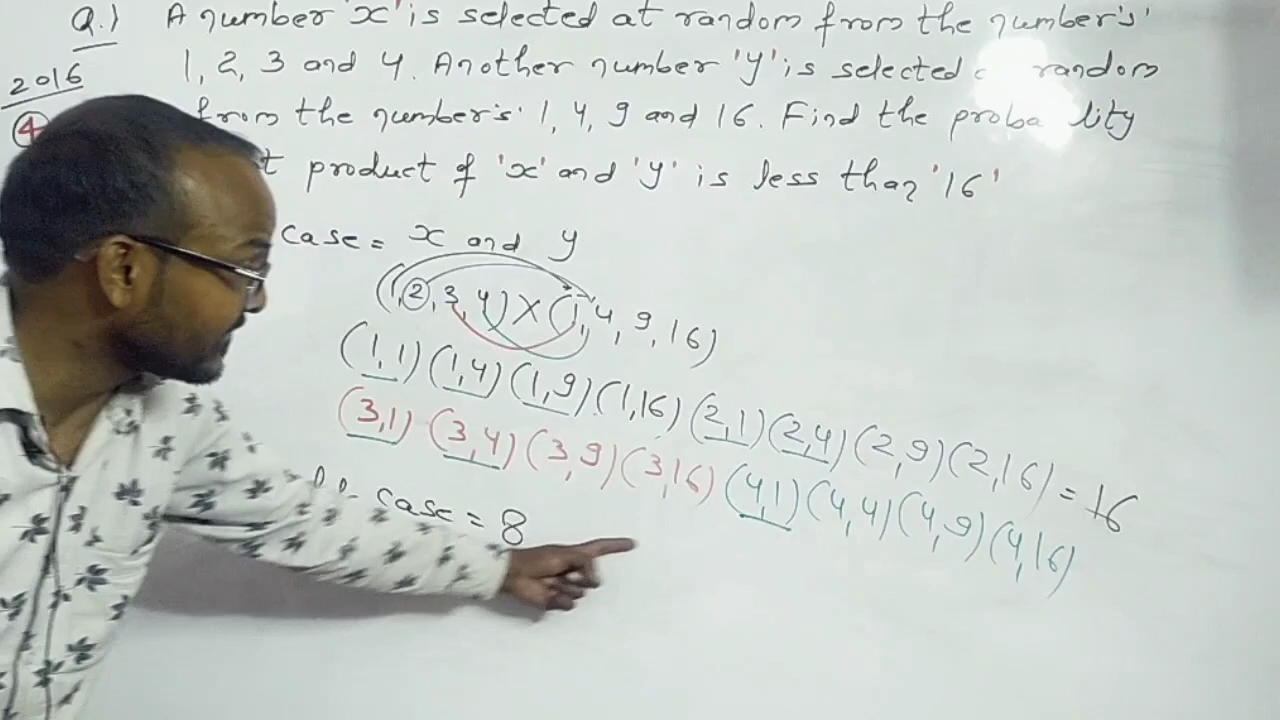 Q.) A number 'x' is selected at random from the number's'
2016 1, 2, 3 and 4. Another number 'y' is selected random
4 from the number's' 1, 4, 9 and 16. Find the proba lity
t product of 'x' and 'y' is less than '16'
case = x and y
(1, 2, 3, 4) × (1, 4, 9, 16)
(1,1) (1,4) (1,9) (1,16) (2,1) (2,4) (2,9) (2,16) = 16
(3,1) (3,4) (3,9) (3,16) (4,1) (4,4) (4,9) (4,16)
case = 8